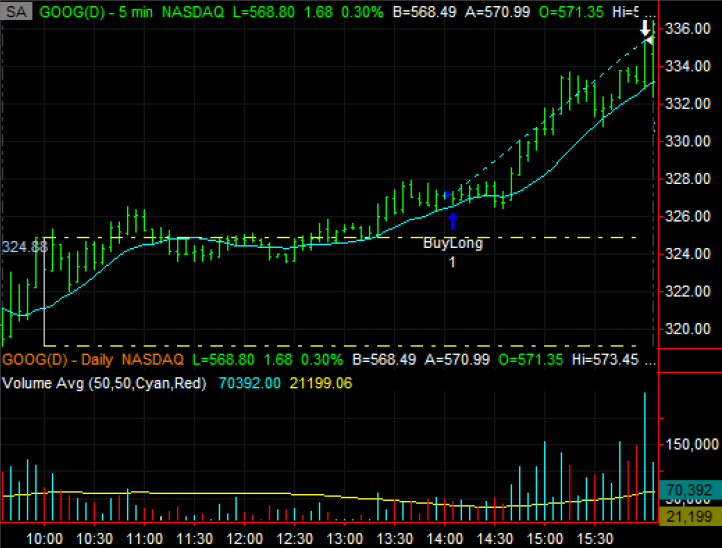 SA GOOG(D) - 5 min NASDAQ L=568.80 1.68 0.30% B=568.49 A=570.99 O=571.35 Hi=5 ...
336.00
334.00
332.00
330.00
328.00
326.00
324.88
324.00
BuyLong
1
322.00
320.00
GOOG(D) - Daily NASDAQ L=568.80 1.68 0.30% B=568.49 A=570.99 O=571.35 Hi=573.45 ...
Volume Avg (50,50,Cyan,Red) 70392.00 21199.06
150,000
70,392
21,199
10:00 10:30 11:00 11:30 12:00 12:30 13:00 13:30 14:00 14:30 15:00 15:30